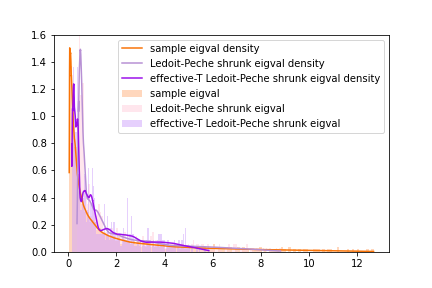 1.6
1.4
1.2
1.0
0.8
0.6
0.4
0.2
0.0
sample eigval density
Ledoit-Peche shrunk eigval density
effective-T Ledoit-Peche shrunk eigval density
sample eigval
Ledoit-Peche shrunk eigval
effective-T Ledoit-Peche shrunk eigval
0 2 4 6 8 10 12